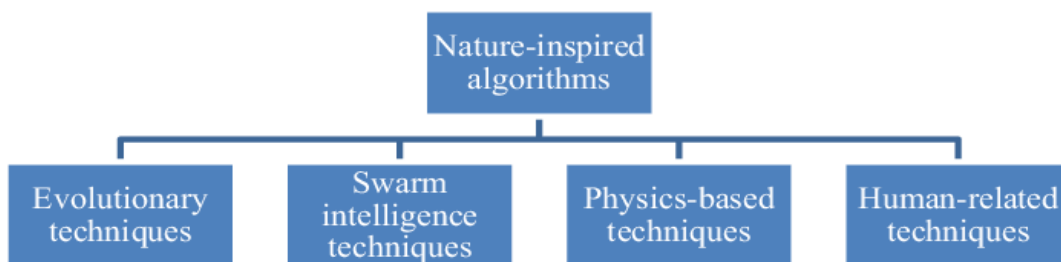 Nature-inspired
algorithms
Evolutionary
techniques
Swarm
intelligence
techniques
Physics-based
techniques
Human-related
techniques